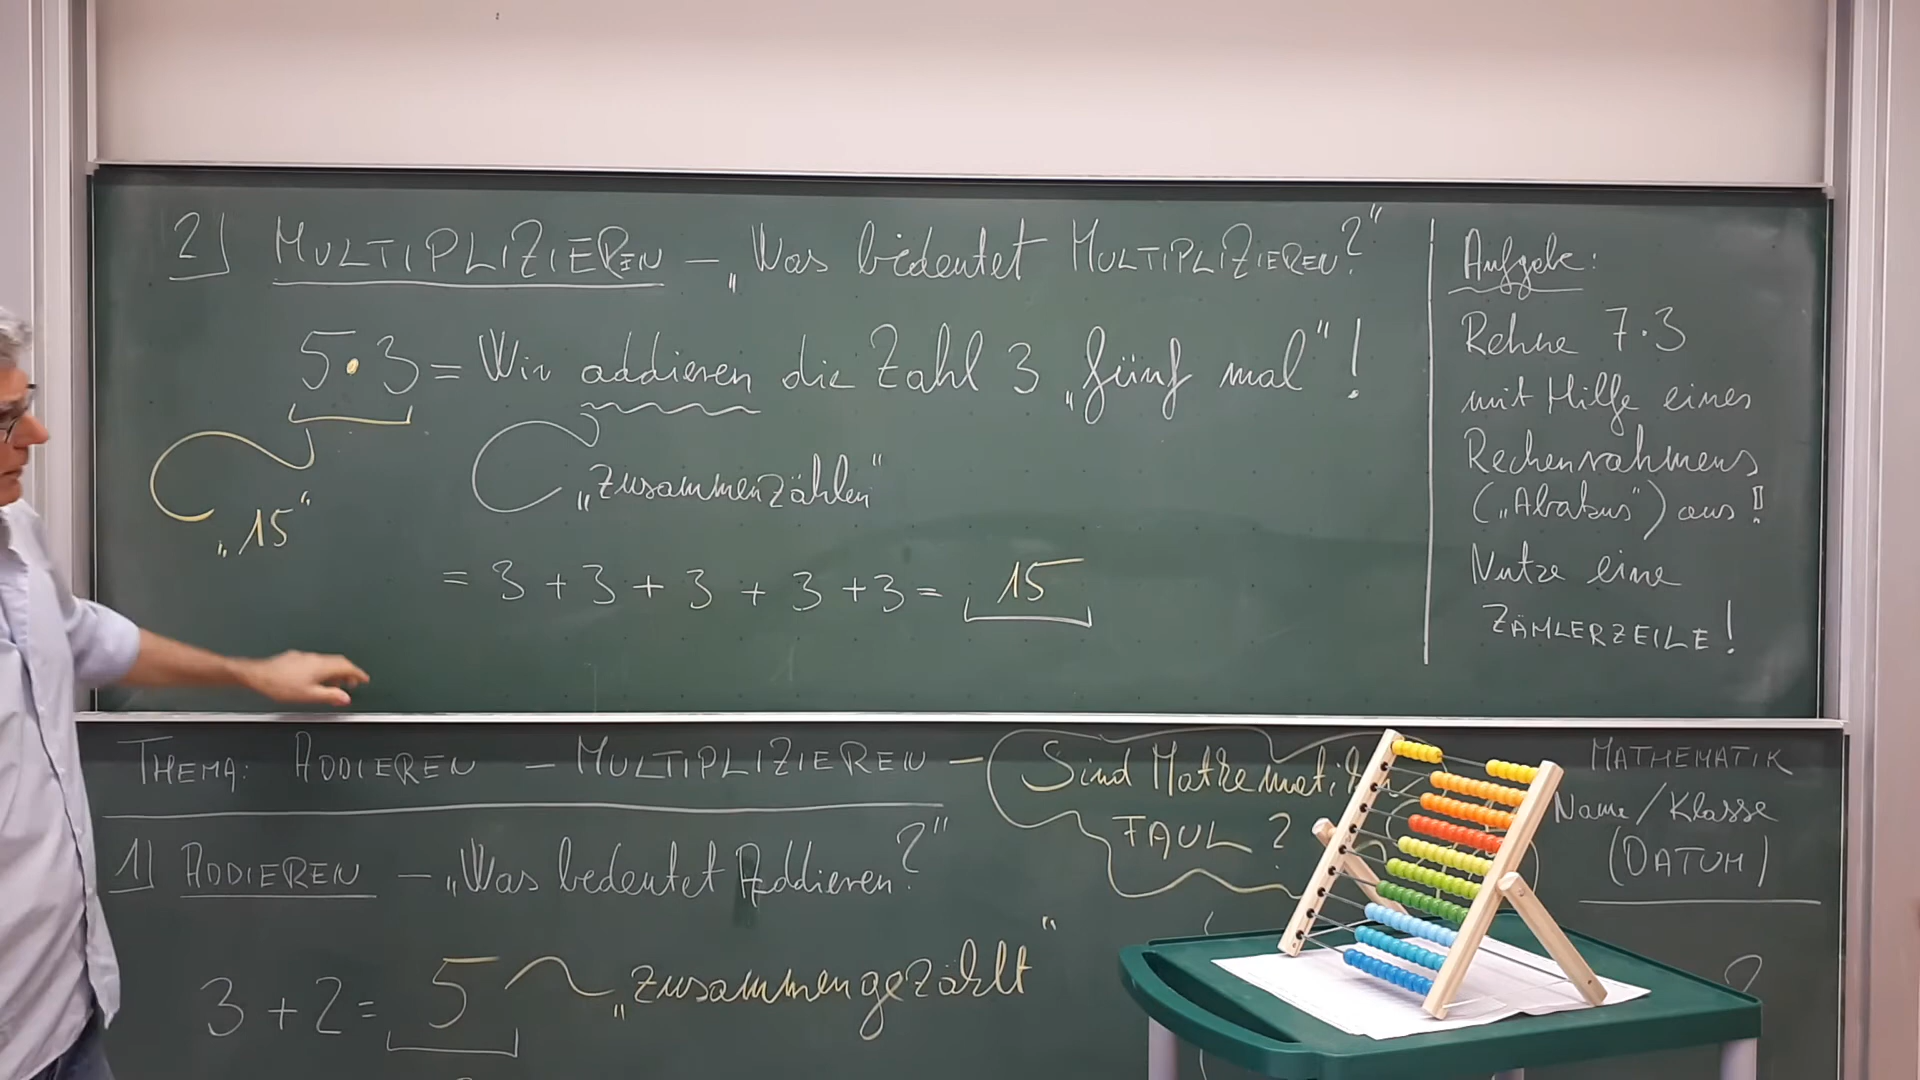 2) MULTIPLIZIEREN – „Was bedeutet MULTIPLIZIEREN?“
5 • 3 = Wir addieren die Zahl 3 „fünf mal“!
„15“
„zusammenzählen“
= 3 + 3 + 3 + 3 + 3 = 15
Aufgabe:
Rehne 7·3
mit Hilfe eines
Rechenrahmens
(„Abakus“) aus!
Nutze eine
ZÄHLERZEILE!
THEMA: ADDIEREN – MULTIPLIZIEREN – Sind Mathematiker
FAUL?
MATHEMATIK
Name/Klasse
(DATUM)
1) ADDIEREN – „Was bedeutet Addieren?“
3 + 2 = 5 „zusammengezählt“